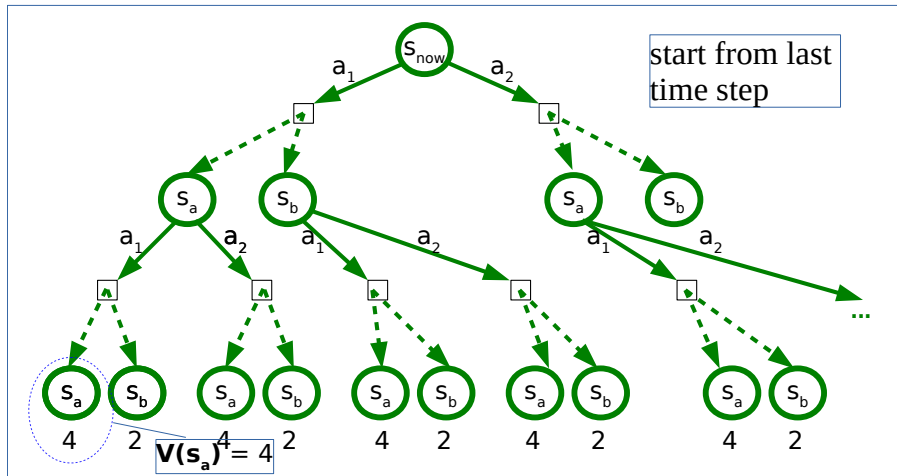 s_now
start from last
time step
a_1 a_2
s_a s_b s_a s_b
a_1 a_2 a_1 a_2 a_1 a_2
...
s_a s_b s_a s_b s_a s_b s_a s_b s_a s_b
4 2 4 2 4 2 4 2 4 2
V(s_a) = 4